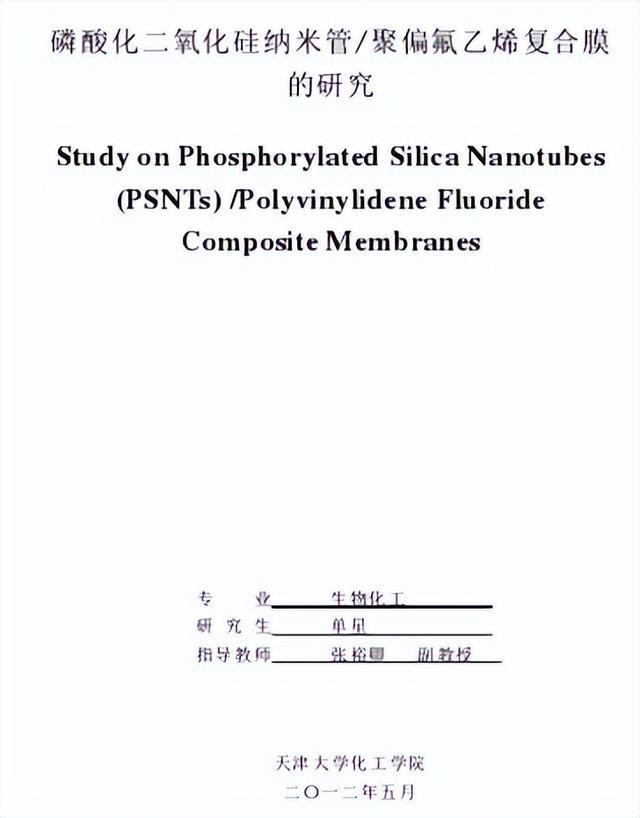 磷酸化二氧化硅纳米管/聚偏氟乙烯复合膜
的研究
Study on Phosphorylated Silica Nanotubes
(PSNTs) /Polyvinylidene Fluoride
Composite Membranes
专 业 生物化工
研 究 生 单星
指导教师 张裕 副教授
天津大学化工学院
二〇一二年五月